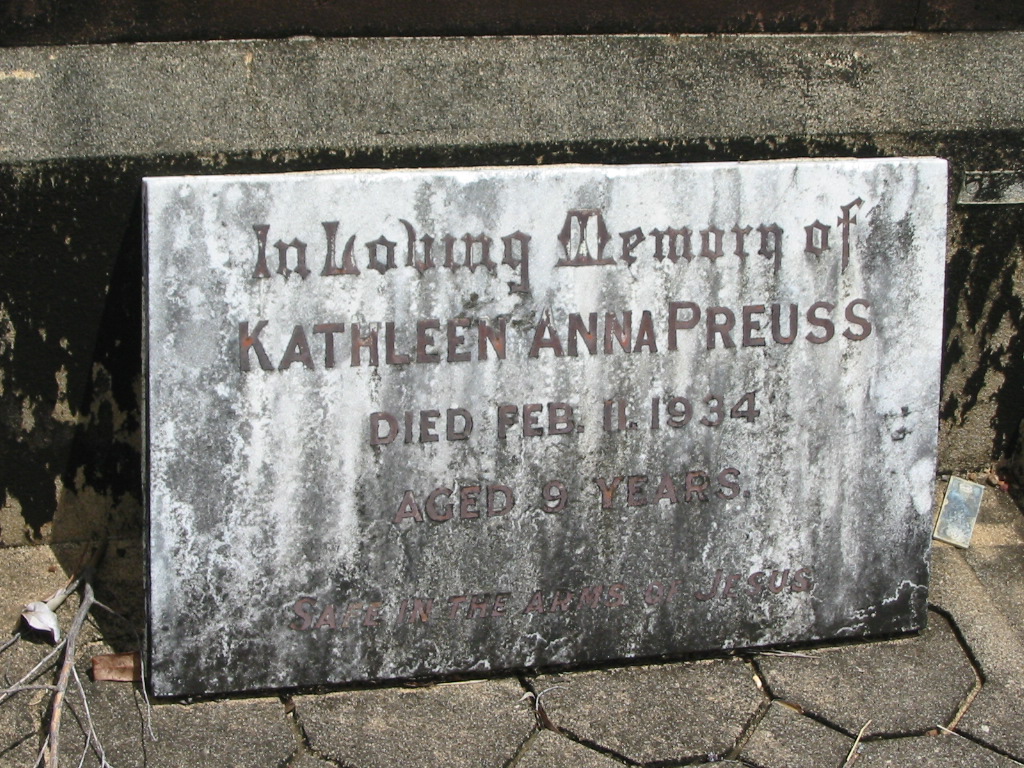 In Loving Memory of
KATHLEEN ANNA PREUSS
DIED FEB. 11. 1934
AGED 9 YEARS.
SAFE IN THE ARMS OF JESUS